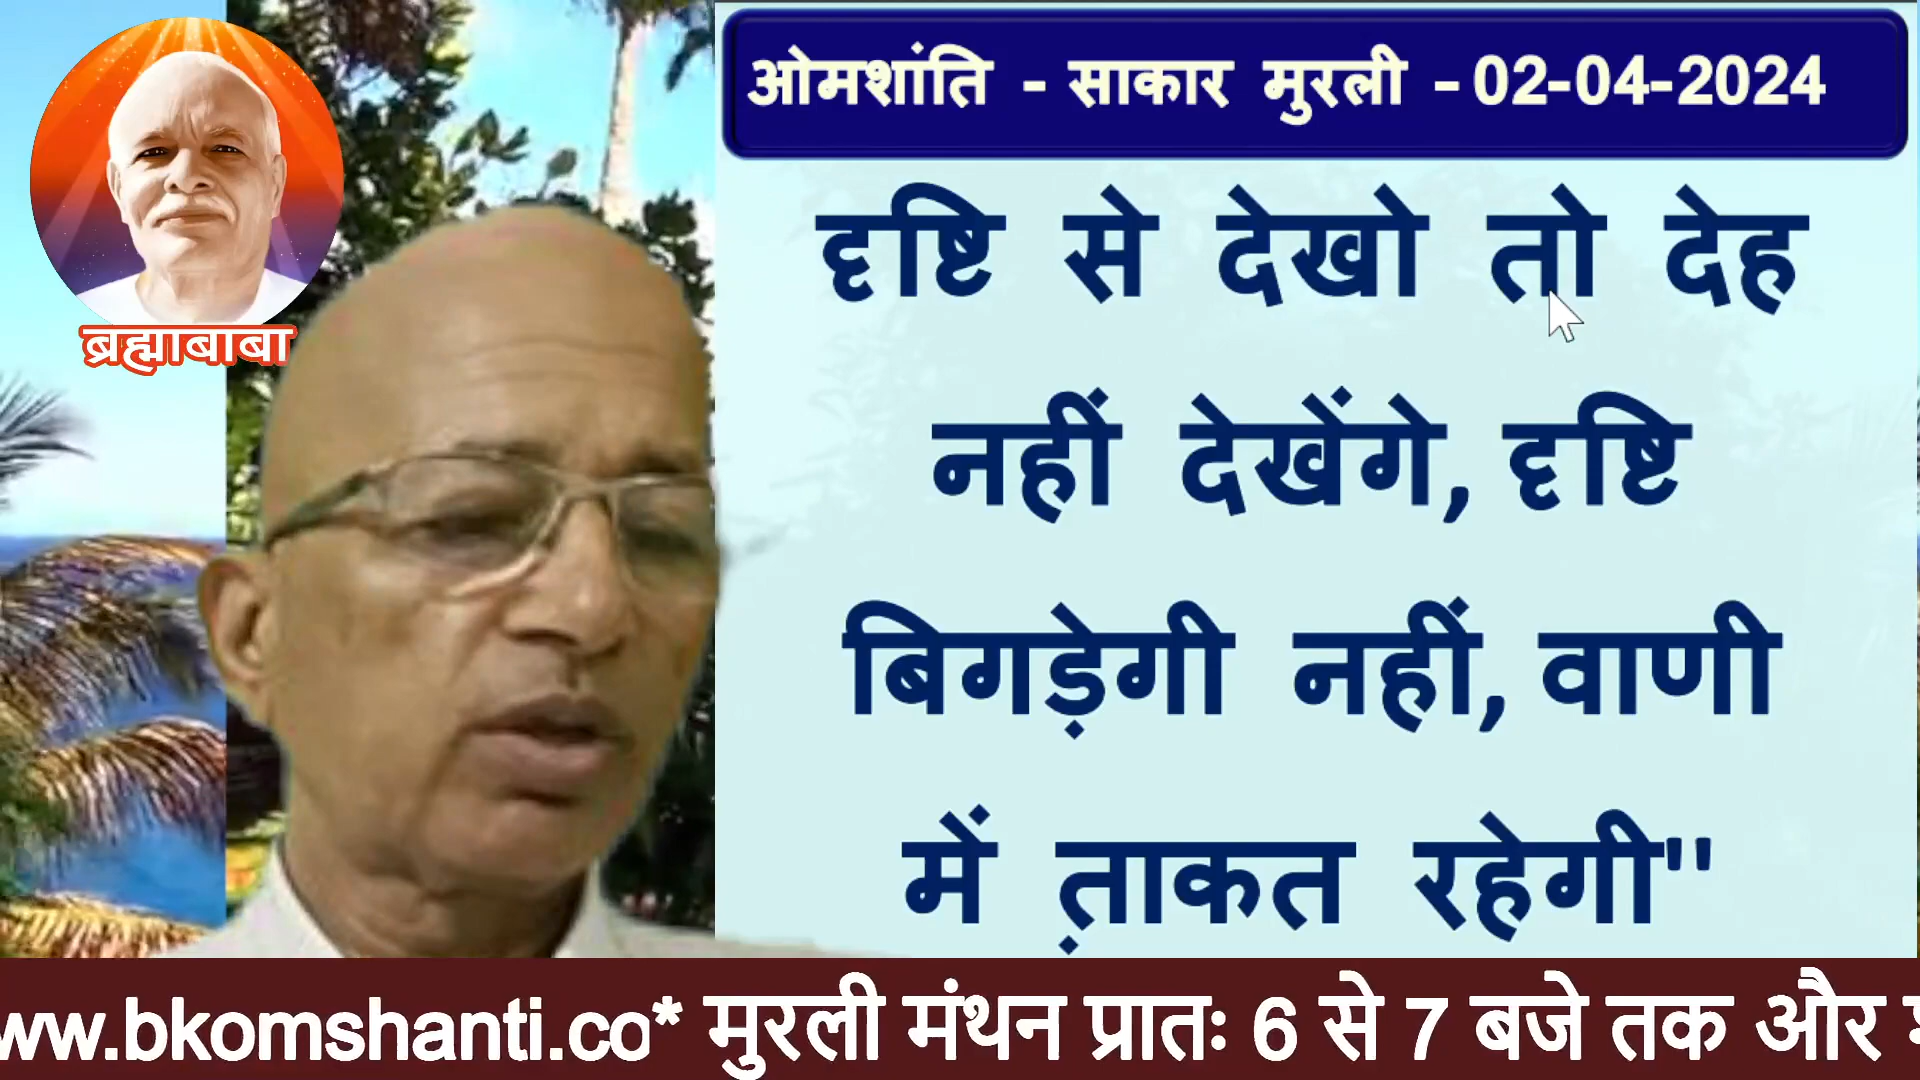 ब्रह्माबाबा
ओमशांति - साकार मुरली - 02-04-2024
दृष्टि से देखो तो देह
नहीं देखेंगे, दृष्टि
बिगड़ेगी नहीं, वाणी
में त़ाकत रहेगी"
ww.bkomshanti.co* मुरली मंथन प्रातः 6 से 7 बजे तक और